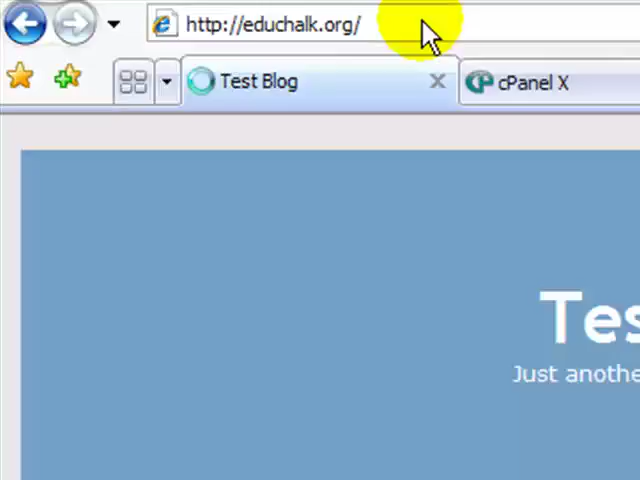 http://educhalk.org/
Test Blog
cPanel X
Tes
Just anothe